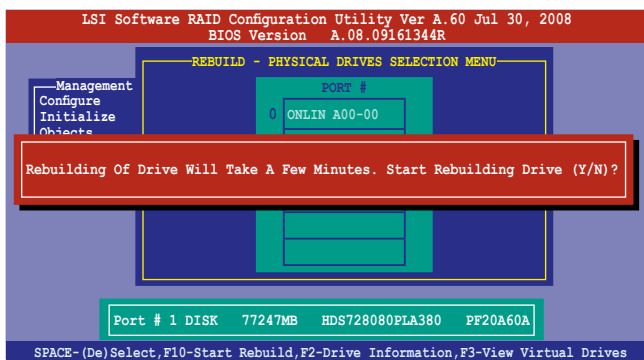 LSI Software RAID Configuration Utility Ver A.60 Jul 30, 2008
BIOS Version A.08.09161344R
REBUILD - PHYSICAL DRIVES SELECTION MENU
Management
PORT #
Configure
Initialize
Objects
0 ONLIN A00-00
Rebuilding Of Drive Will Take A Few Minutes. Start Rebuilding Drive (Y/N)?
Port # 1 DISK 77247MB HDS728080PLA380 PF20A60A
SPACE-(De)Select,F10-Start Rebuild,F2-Drive Information,F3-View Virtual Drives